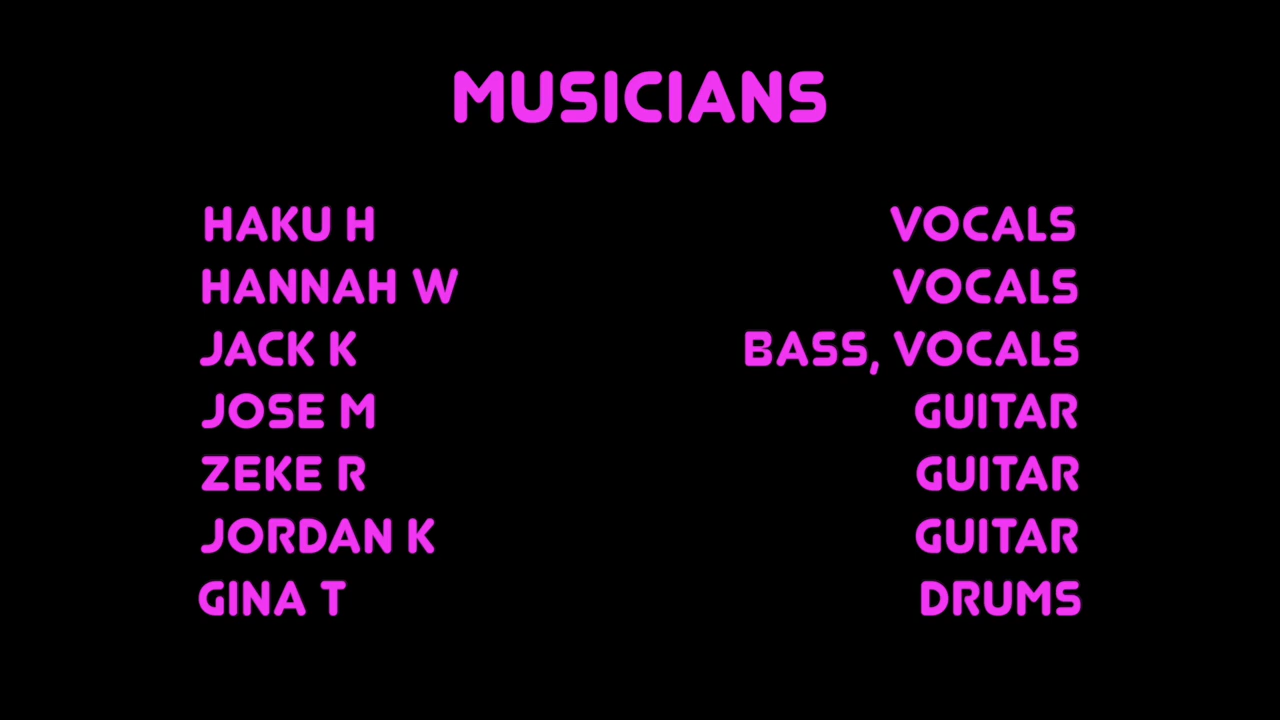 MUSICIANS
HAKU H VOCALS
HANNAH W VOCALS
JACK K BASS, VOCALS
JOSE M GUITAR
ZEKE R GUITAR
JORDAN K GUITAR
GINA T DRUMS